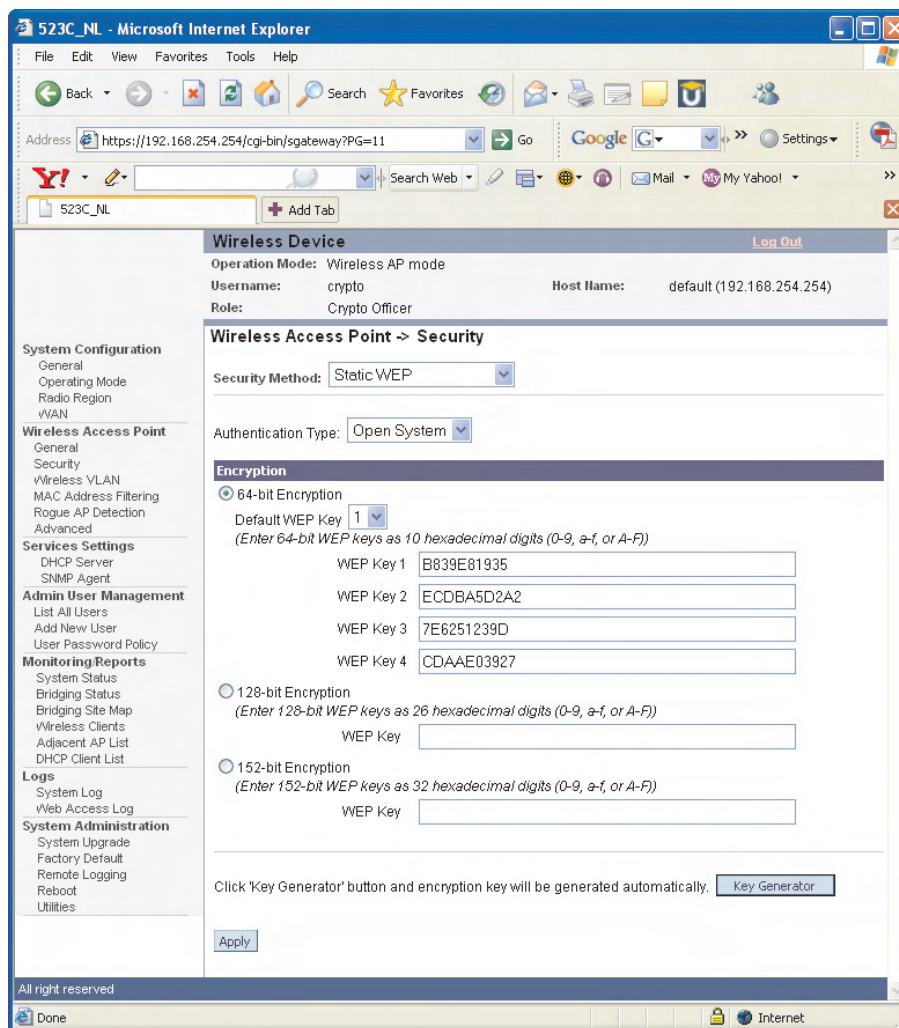 523C_NL - Microsoft Internet Explorer
File Edit View Favorites Tools Help
Back Search Favorites
Address https://192.168.254.254/cgi-bin/sgateway?PG=11 Go Google G Settings
Y! Search Web Mail My My Yahoo!
523C_NL Add Tab
Wireless Device Log Out
Operation Mode: Wireless AP mode
Username: crypto Host Name: default (192.168.254.254)
Role: Crypto Officer
System Configuration
General
Operating Mode
Radio Region
WAN
Wireless Access Point
General
Security
Wireless VLAN
MAC Address Filtering
Rogue AP Detection
Advanced
Services Settings
DHCP Server
SNMP Agent
Admin User Management
List All Users
Add New User
User Password Policy
Monitoring/Reports
System Status
Bridging Status
Bridging Site Map
Wireless Clients
Adjacent AP List
DHCP Client List
Logs
System Log
Web Access Log
System Administration
System Upgrade
Factory Default
Remote Logging
Reboot
Utilities
Wireless Access Point -> Security
Security Method: Static WEP
Authentication Type: Open System
Encryption
64-bit Encryption
Default WEP Key 1
(Enter 64-bit WEP keys as 10 hexadecimal digits (0-9, a-f, or A-F))
WEP Key 1 B839E81935
WEP Key 2 ECDBA5D2A2
WEP Key 3 7E6251239D
WEP Key 4 CDAAE03927
128-bit Encryption
(Enter 128-bit WEP keys as 26 hexadecimal digits (0-9, a-f, or A-F))
WEP Key
152-bit Encryption
(Enter 152-bit WEP keys as 32 hexadecimal digits (0-9, a-f, or A-F))
WEP Key
Click 'Key Generator' button and encryption key will be generated automatically. Key Generator
Apply
All right reserved
Done Internet